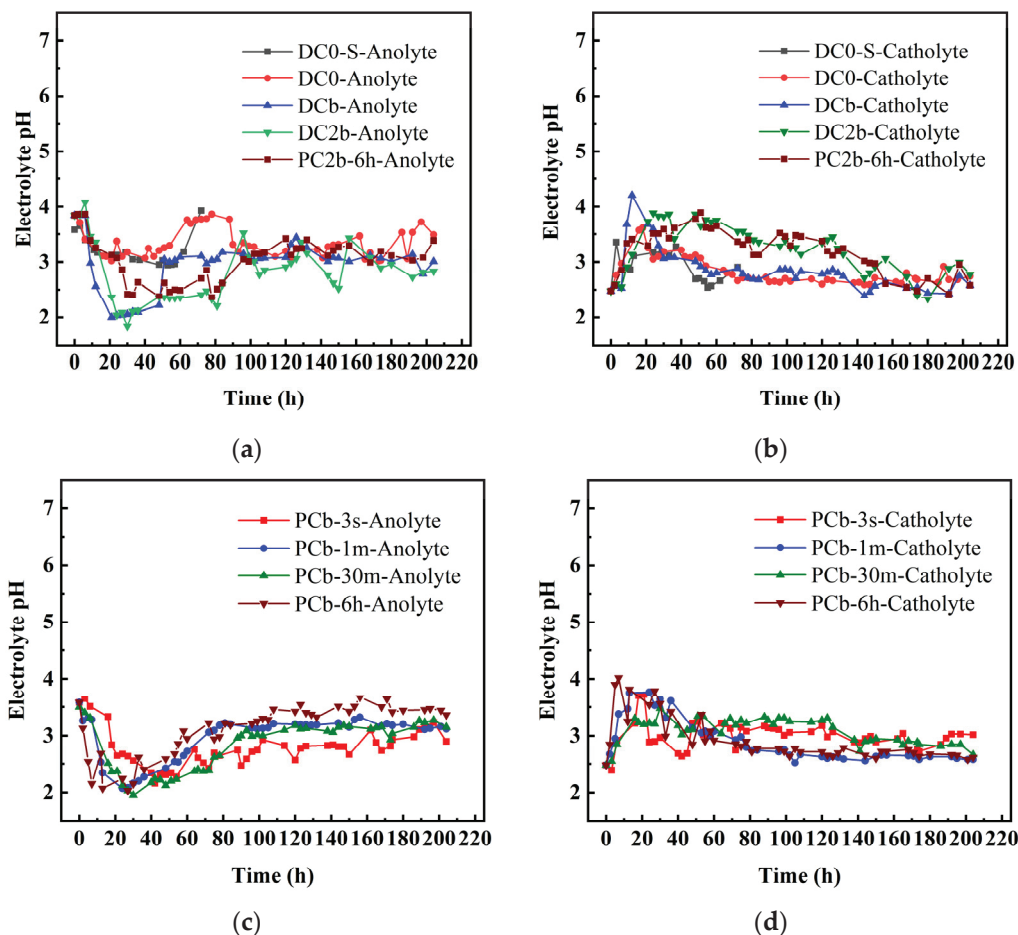 7
6
5
4
3
2
Electrolyte pH
DC0-S-Anolyte
DC0-Anolyte
DCb-Anolyte
DC2b-Anolyte
PC2b-6h-Anolyte
0 20 40 60 80 100 120 140 160 180 200 220
Time (h)
(a)
7
6
5
4
3
2
Electrolyte pH
DC0-S-Catholyte
DC0-Catholyte
DCb-Catholyte
DC2b-Catholyte
PC2b-6h-Catholyte
0 20 40 60 80 100 120 140 160 180 200 220
Time (h)
(b)
7
6
5
4
3
2
Electrolyte pH
PCb-3s-Anolyte
PCb-1m-Anolytc
PCb-30m-Anolyte
PCb-6h-Anolyte
0 20 40 60 80 100 120 140 160 180 200 220
Time (h)
(c)
7
6
5
4
3
2
Electrolyte pH
PCb-3s-Catholyte
PCb-1m-Catholyte
PCb-30m-Catholyte
PCb-6h-Catholyte
0 20 40 60 80 100 120 140 160 180 200 220
Time (h)
(d)